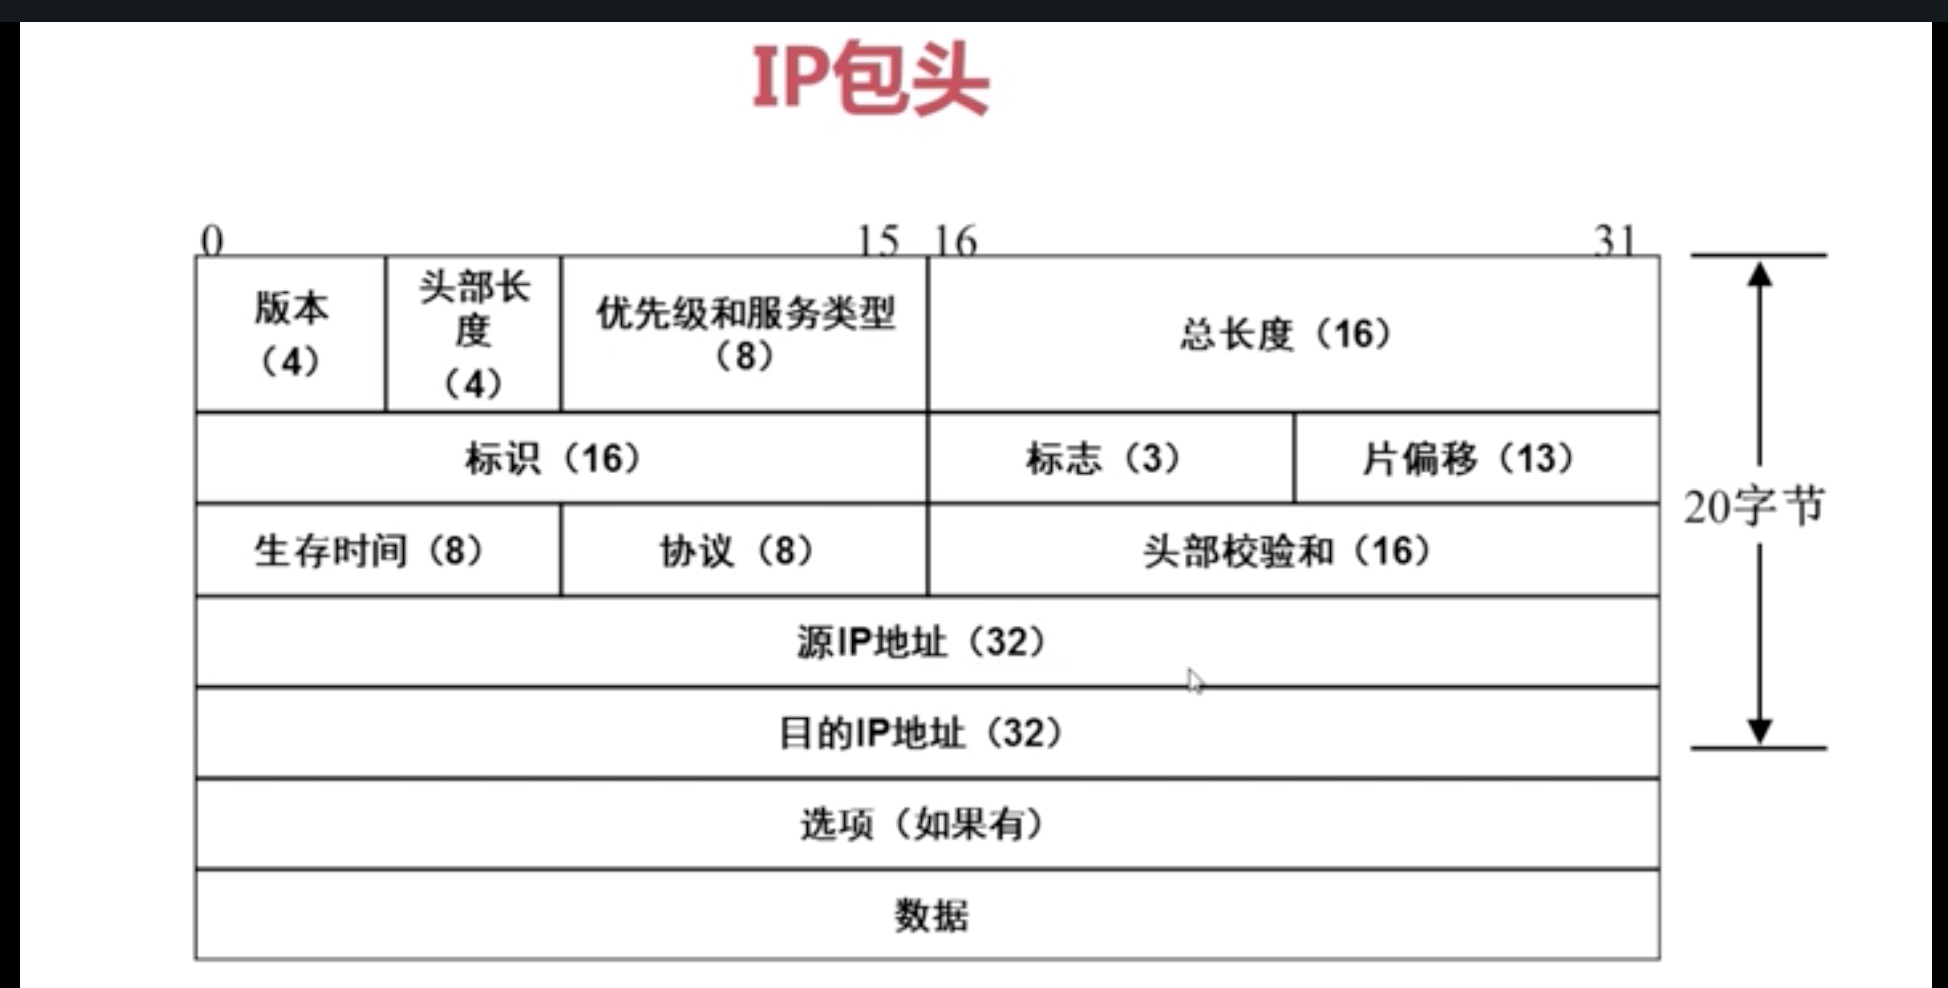 IP包头
0 15 16 31
版本
（4）
头部长
度
（4）
优先级和服务类型
（8）
总长度（16）
标识（16）
标志（3）
片偏移（13）
生存时间（8）
协议（8）
头部校验和（16）
源IP地址（32）
目的IP地址（32）
选项（如果有）
数据
20字节